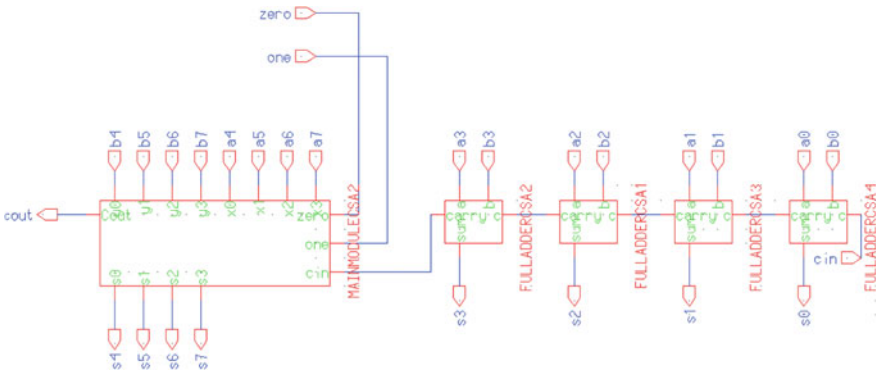 zero
one
b4 b5 b6 b7 a4 a5 a6 a7
a3 b3
a2 b2
a1 b1
a0 b0
cout
Cout y1 y2 y3 x0 x1 x2 x3 zero
one
cin
s0 s1 s2 s3
MAINMODULECSA2
s4 s5 s6 s7
a b carry c sum
FULLADDERCSA2
s3
a b carry c sum
FULLADDERCSA1
s2
a b carry c sum
FULLADDERCSA3
s1
a b carry c sum
FULLADDERCSA4
cin
s0